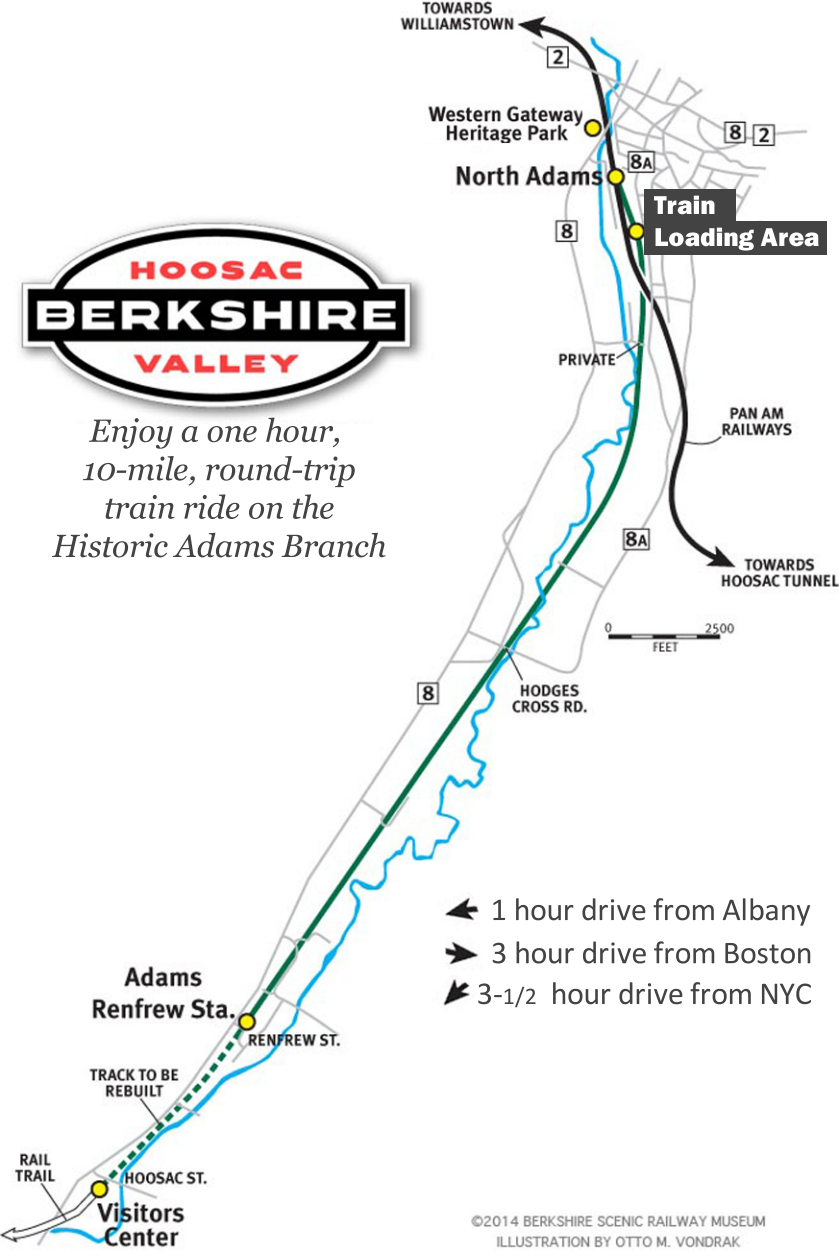 TOWARDS
WILLIAMSTOWN
2
Western Gateway
Heritage Park
8 2
8A
North Adams
Train
Loading Area
8
HOOSAC
BERKSHIRE
VALLEY
PRIVATE
PAN AM
RAILWAYS
Enjoy a one hour,
10-mile, round-trip
train ride on the
Historic Adams Branch
8A
TOWARDS
HOOSAC TUNNEL
0 2500
FEET
HODGES
CROSS RD.
8
1 hour drive from Albany
3 hour drive from Boston
3-1/2 hour drive from NYC
Adams
Renfrew Sta.
RENFREW ST.
TRACK TO BE
REBUILT
RAIL
TRAIL
HOOSAC ST.
Visitors
Center
©2014 BERKSHIRE SCENIC RAILWAY MUSEUM
ILLUSTRATION BY OTTO M. VONDRAK